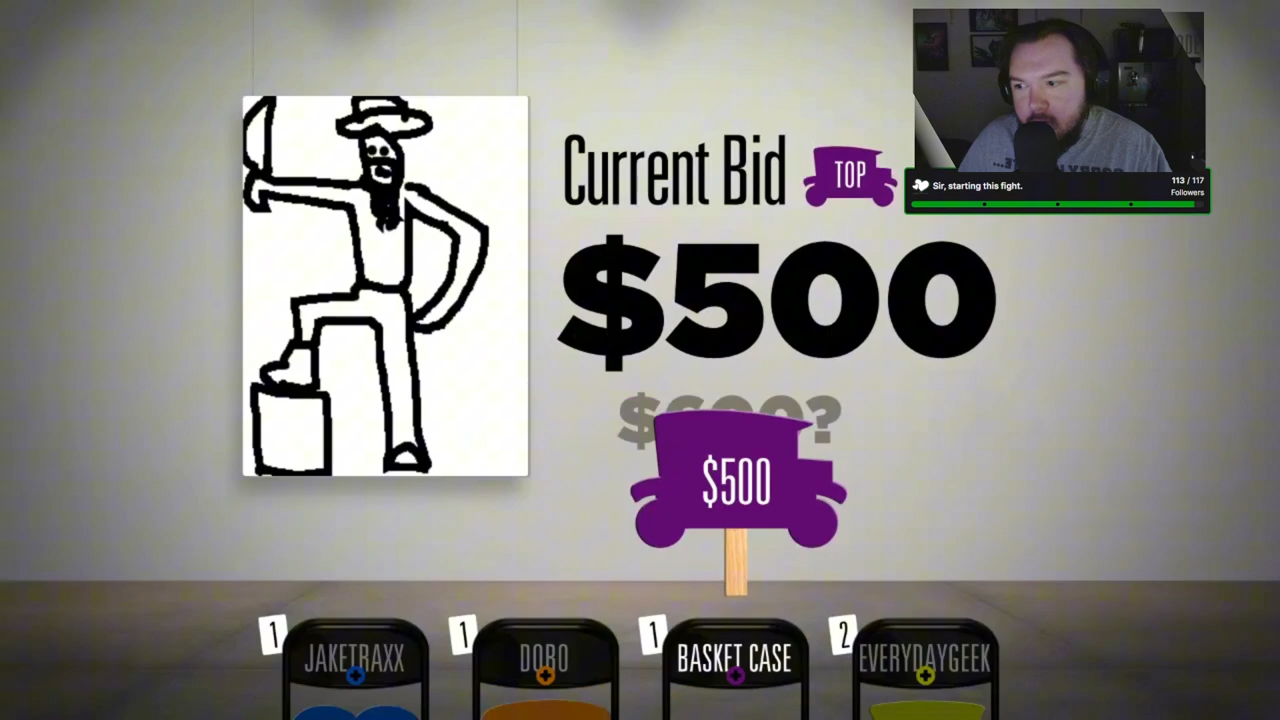 Current Bid
TOP
$500
$600?
$500
Sir, starting this fight.
113 / 117
Followers
1
JAKETRAXX
1
DOBO
1
BASKET CASE
2
EVERYDAYGEEK